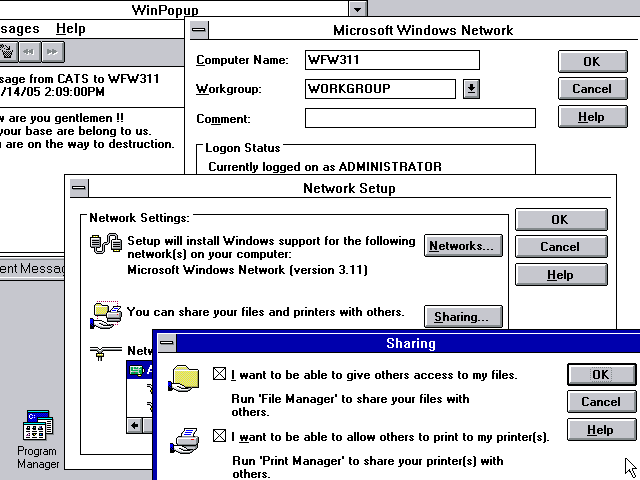 WinPopup
sages Help
sage from CATS to WFW311
/14/05 2:09:00PM
w are you gentlemen !!
your base are belong to us.
u are on the way to destruction.
ent Messag
Microsoft Windows Network
Computer Name: WFW311
Workgroup: WORKGROUP
Comment:
OK
Cancel
Help
Logon Status
Currently logged on as ADMINISTRATOR
Network Setup
Network Settings:
Setup will install Windows support for the following
network(s) on your computer:
Microsoft Windows Network (version 3.11)
Networks...
You can share your files and printers with others.
Sharing...
Netw
OK
Cancel
Help
Sharing
I want to be able to give others access to my files.
Run 'File Manager' to share your files with
others.
I want to be able to allow others to print to my printer(s).
Run 'Print Manager' to share your printer(s) with
others.
OK
Cancel
Help
Program
Manager